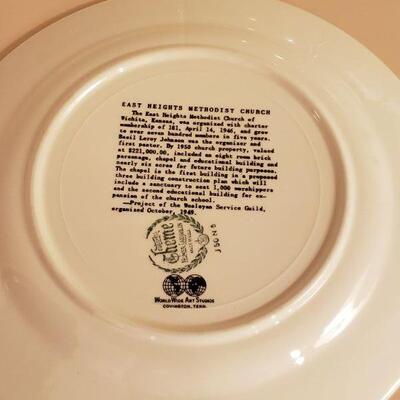 EAST HEIGHTS METHODIST CHURCH
The East Heights Methodist Church of
Wichita, Kansas, was organized with charter
membership of 181, April 14, 1946, and grew
to over seven hundred members in five years.
Basil Leroy Johnson was the organizer and
first pastor. By 1950 church property, valued
at $221,000.00, included an eight room brick
parsonage, chapel and educational building and
nearly six acres for future building purposes.
The chapel is the first building in a proposed
three building construction plan which will
include a sanctuary to seat 1,000 worshippers
and the second educational building for ex-
pansion of the church school.
—Project of the Wesleyan Service Guild,
organized October, 1949.
Theme
J50N5
WORLD WIDE ART STUDIOS
COVINGTON, TENN.